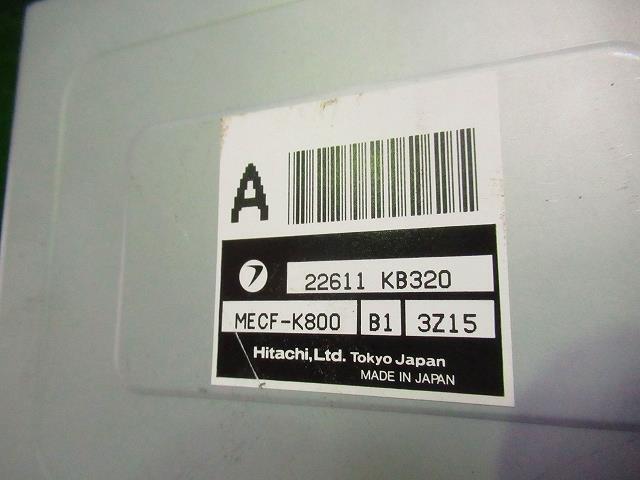 A
22611 KB320
MECF-K800 B1 3Z15
Hitachi, Ltd. Tokyo Japan
MADE IN JAPAN